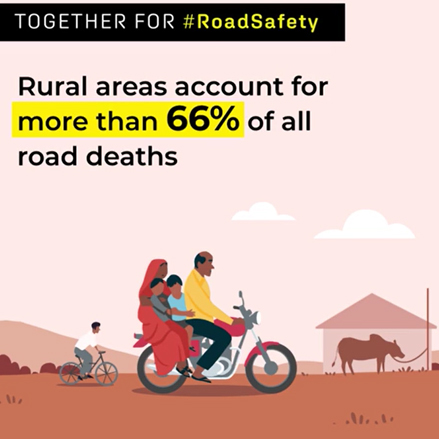 TOGETHER FOR #RoadSafety
Rural areas account for
more than 66% of all
road deaths